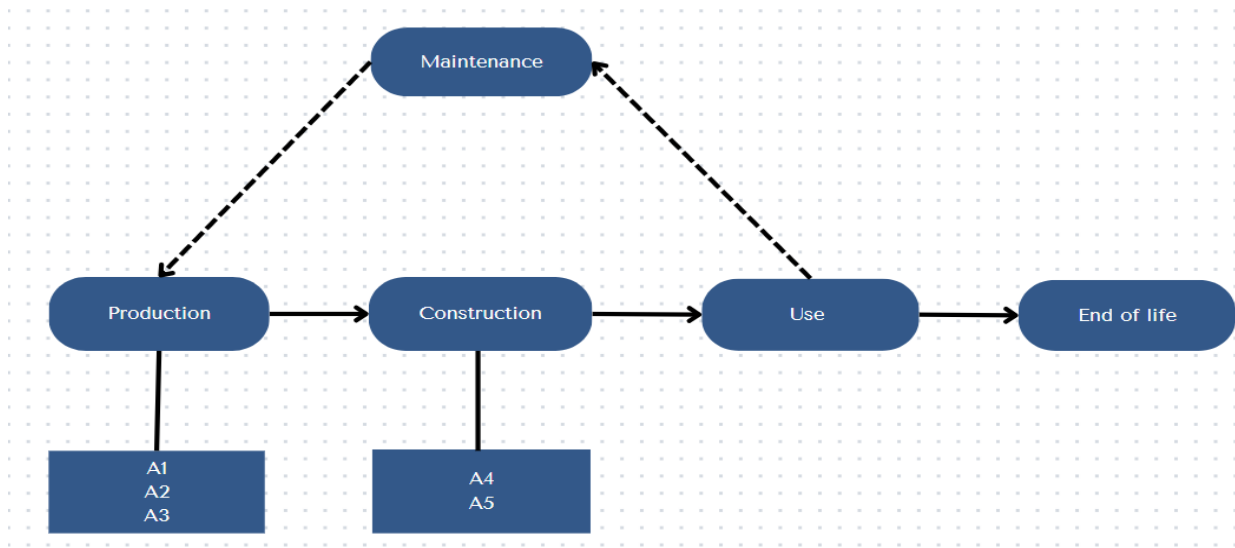 Maintenance
Production
Construction
Use
End of life
A1
A2
A3
A4
A5